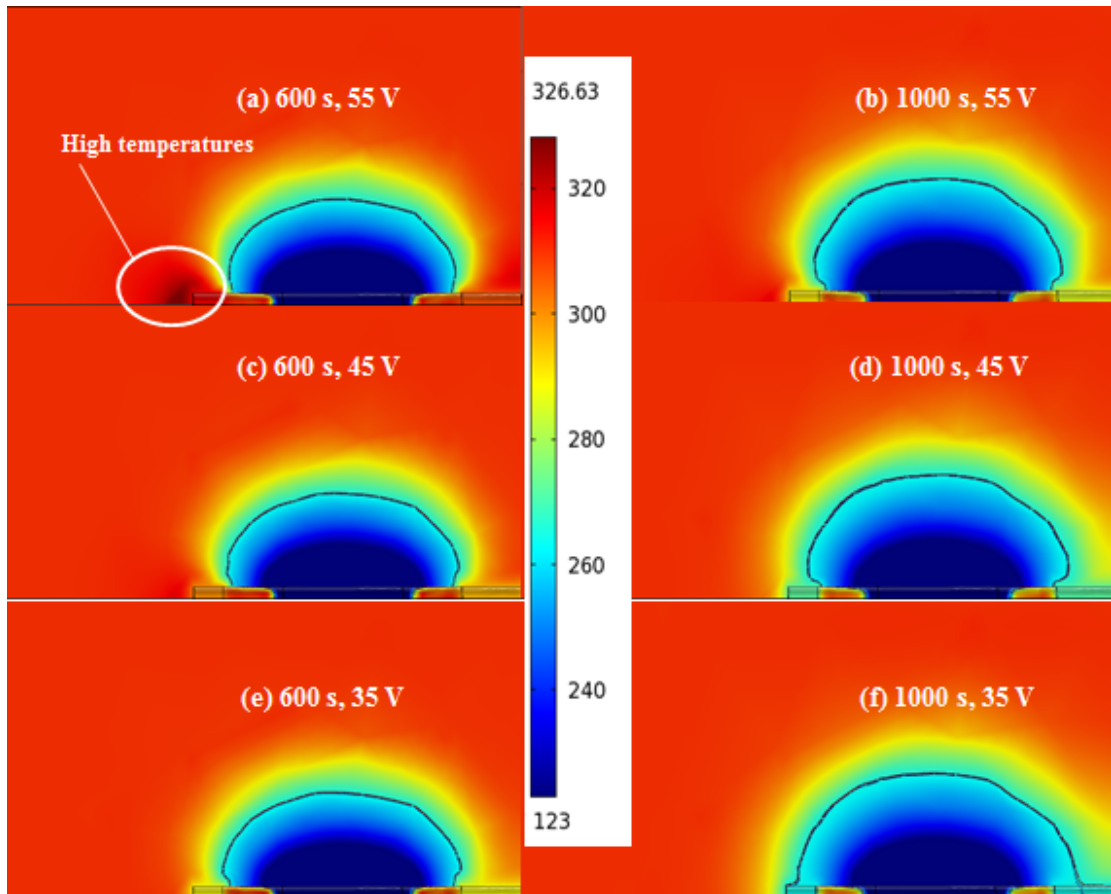 (a) 600 s, 55 V
High temperatures
326.63
320
300
280
260
240
123
(b) 1000 s, 55 V
(c) 600 s, 45 V
(d) 1000 s, 45 V
(e) 600 s, 35 V
(f) 1000 s, 35 V